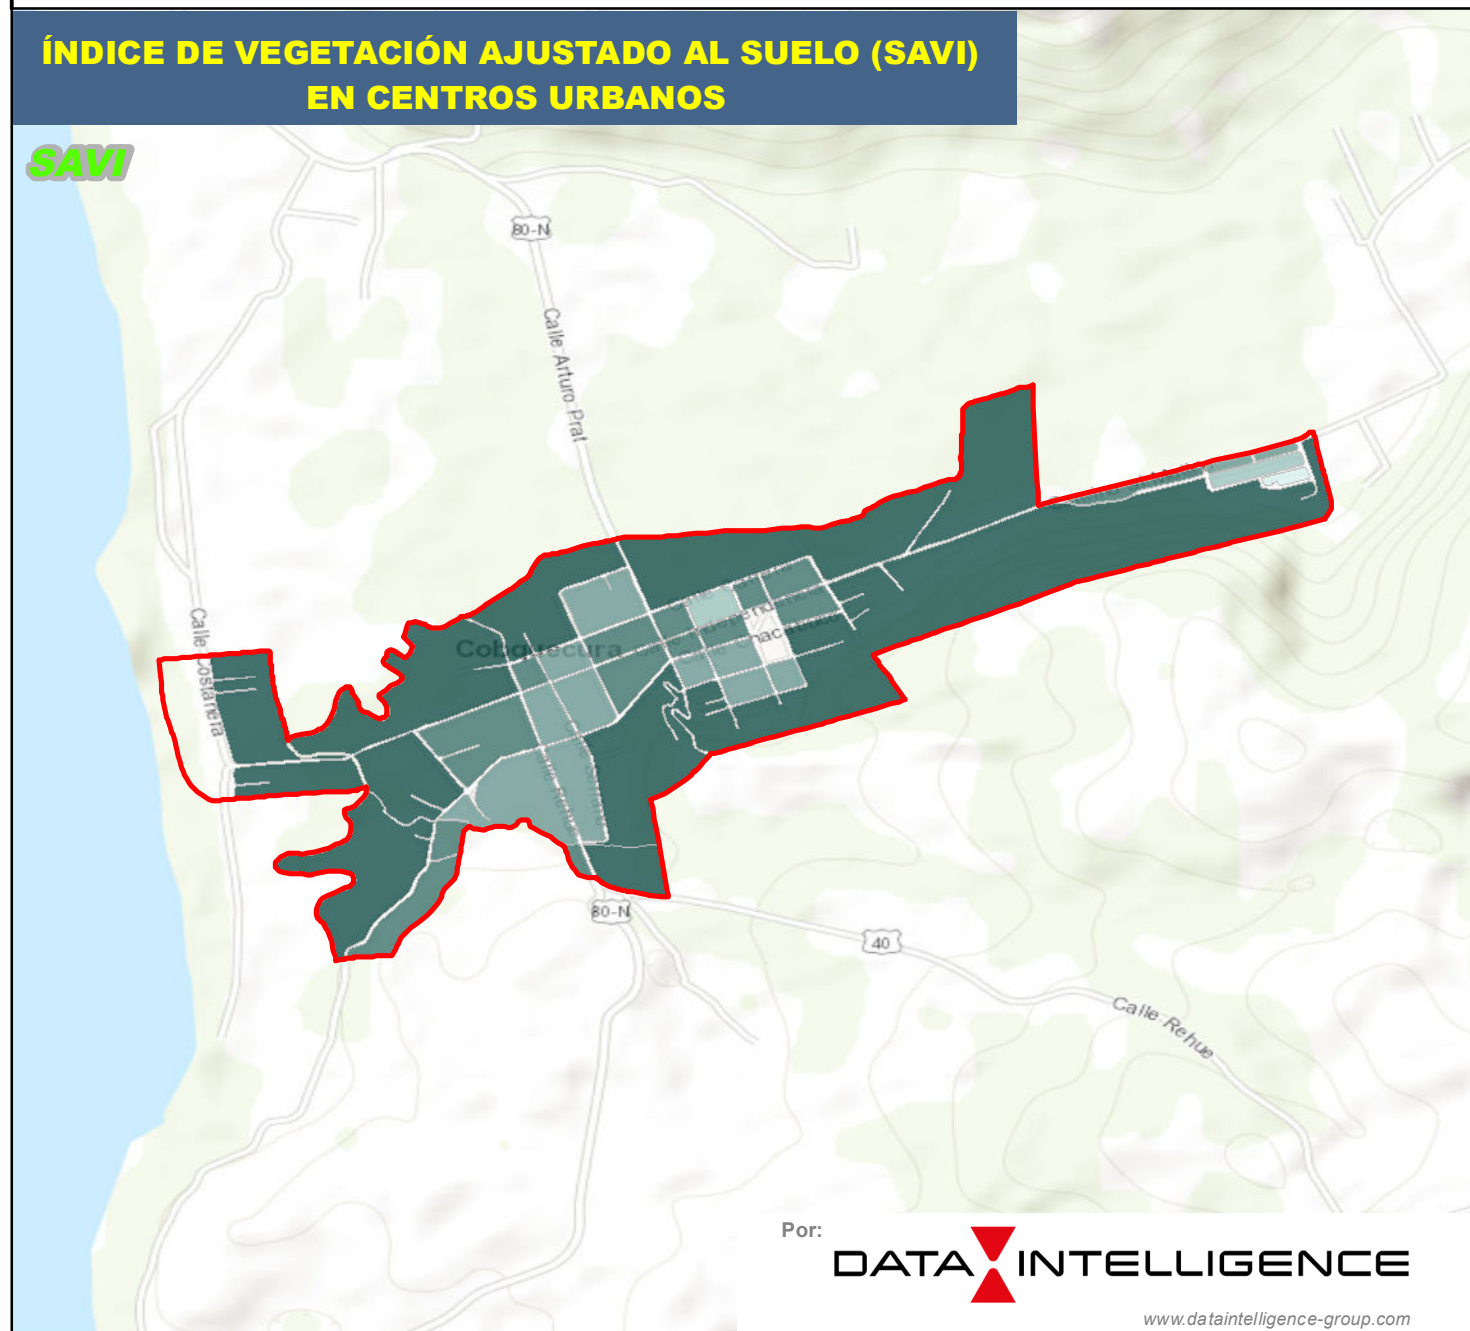 ÍNDICE DE VEGETACIÓN AJUSTADO AL SUELO (SAVI)
EN CENTROS URBANOS
SAVI
80-N
Calle Arturo Prat
Calle Costanera
Cobquecura
80-N
40
Calle Rehue
Por:
DATA INTELLIGENCE
www.dataintelligence-group.com